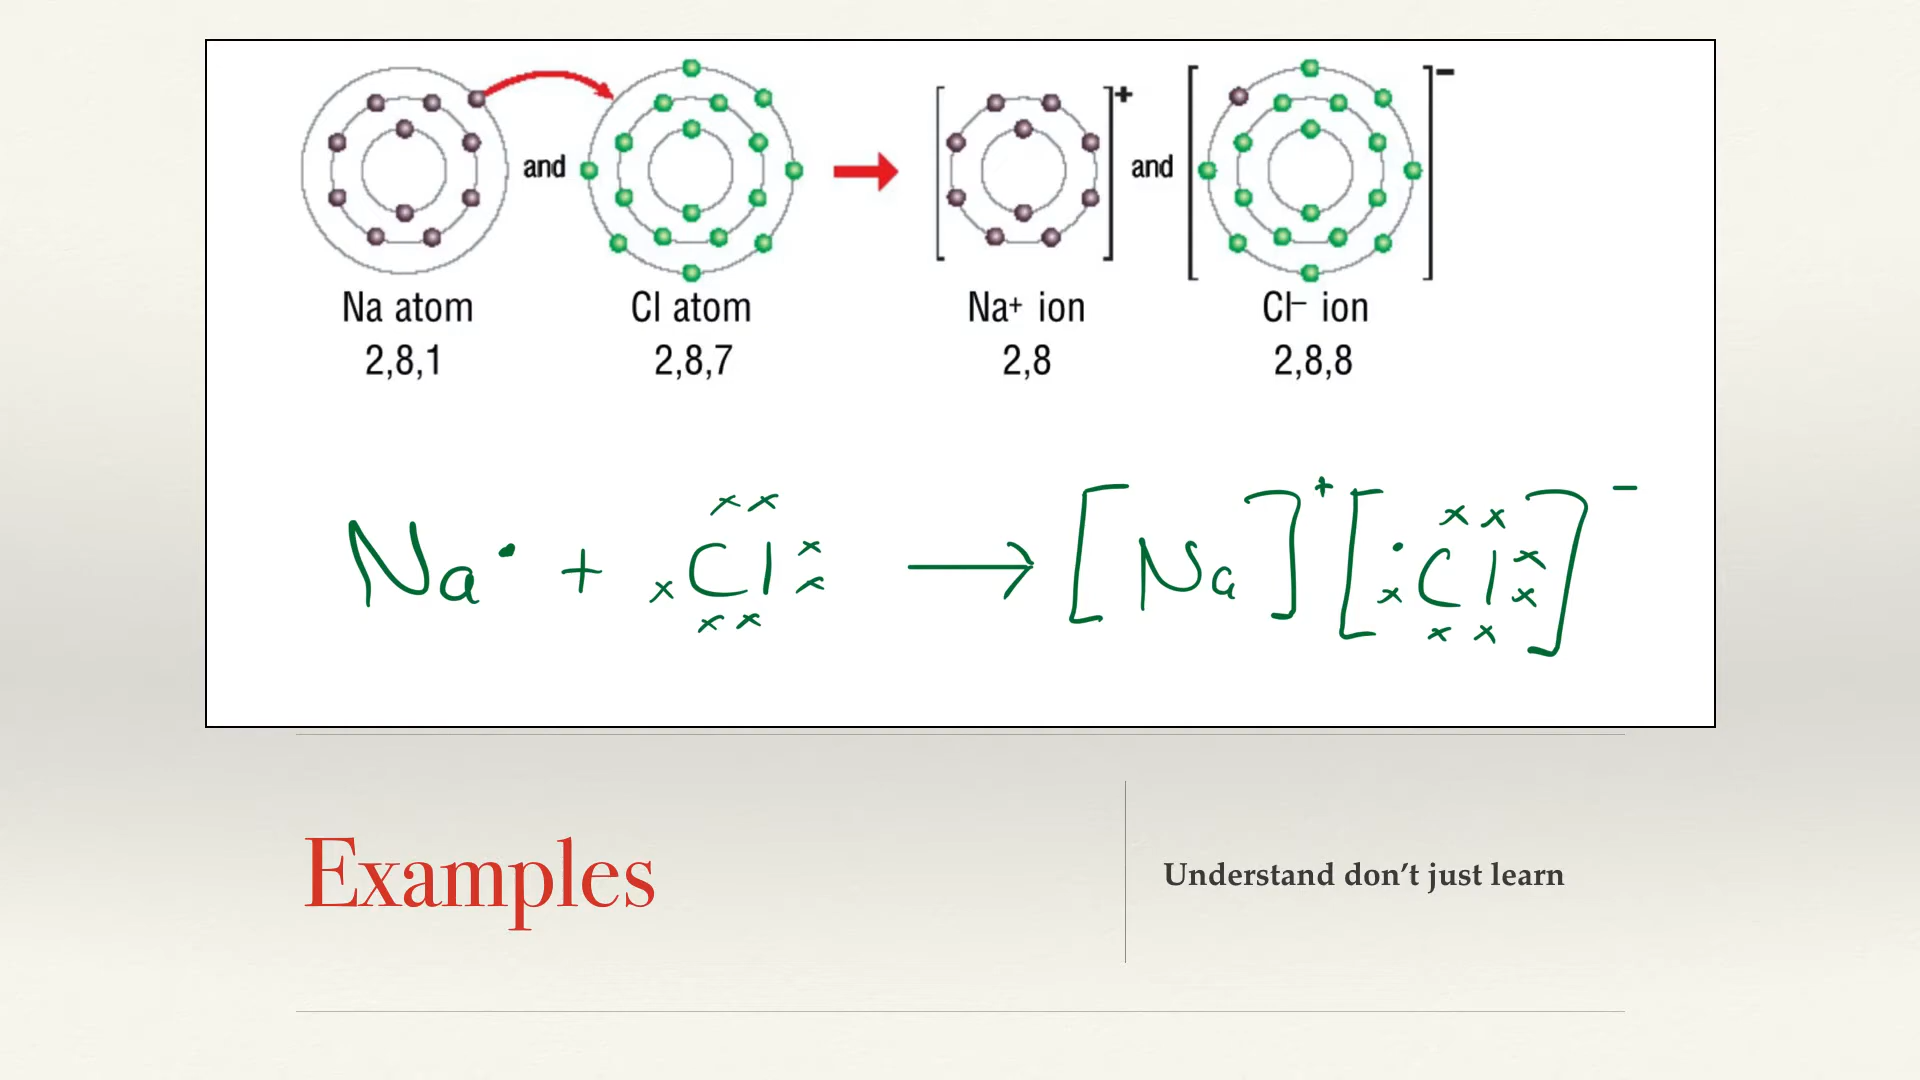 and
and
Na atom Cl atom Na⁺ ion Cl⁻ ion
2,8,1 2,8,7 2,8 2,8,8
Na• + Cl → [Na]⁺ [Cl]⁻
Examples
Understand don’t just learn